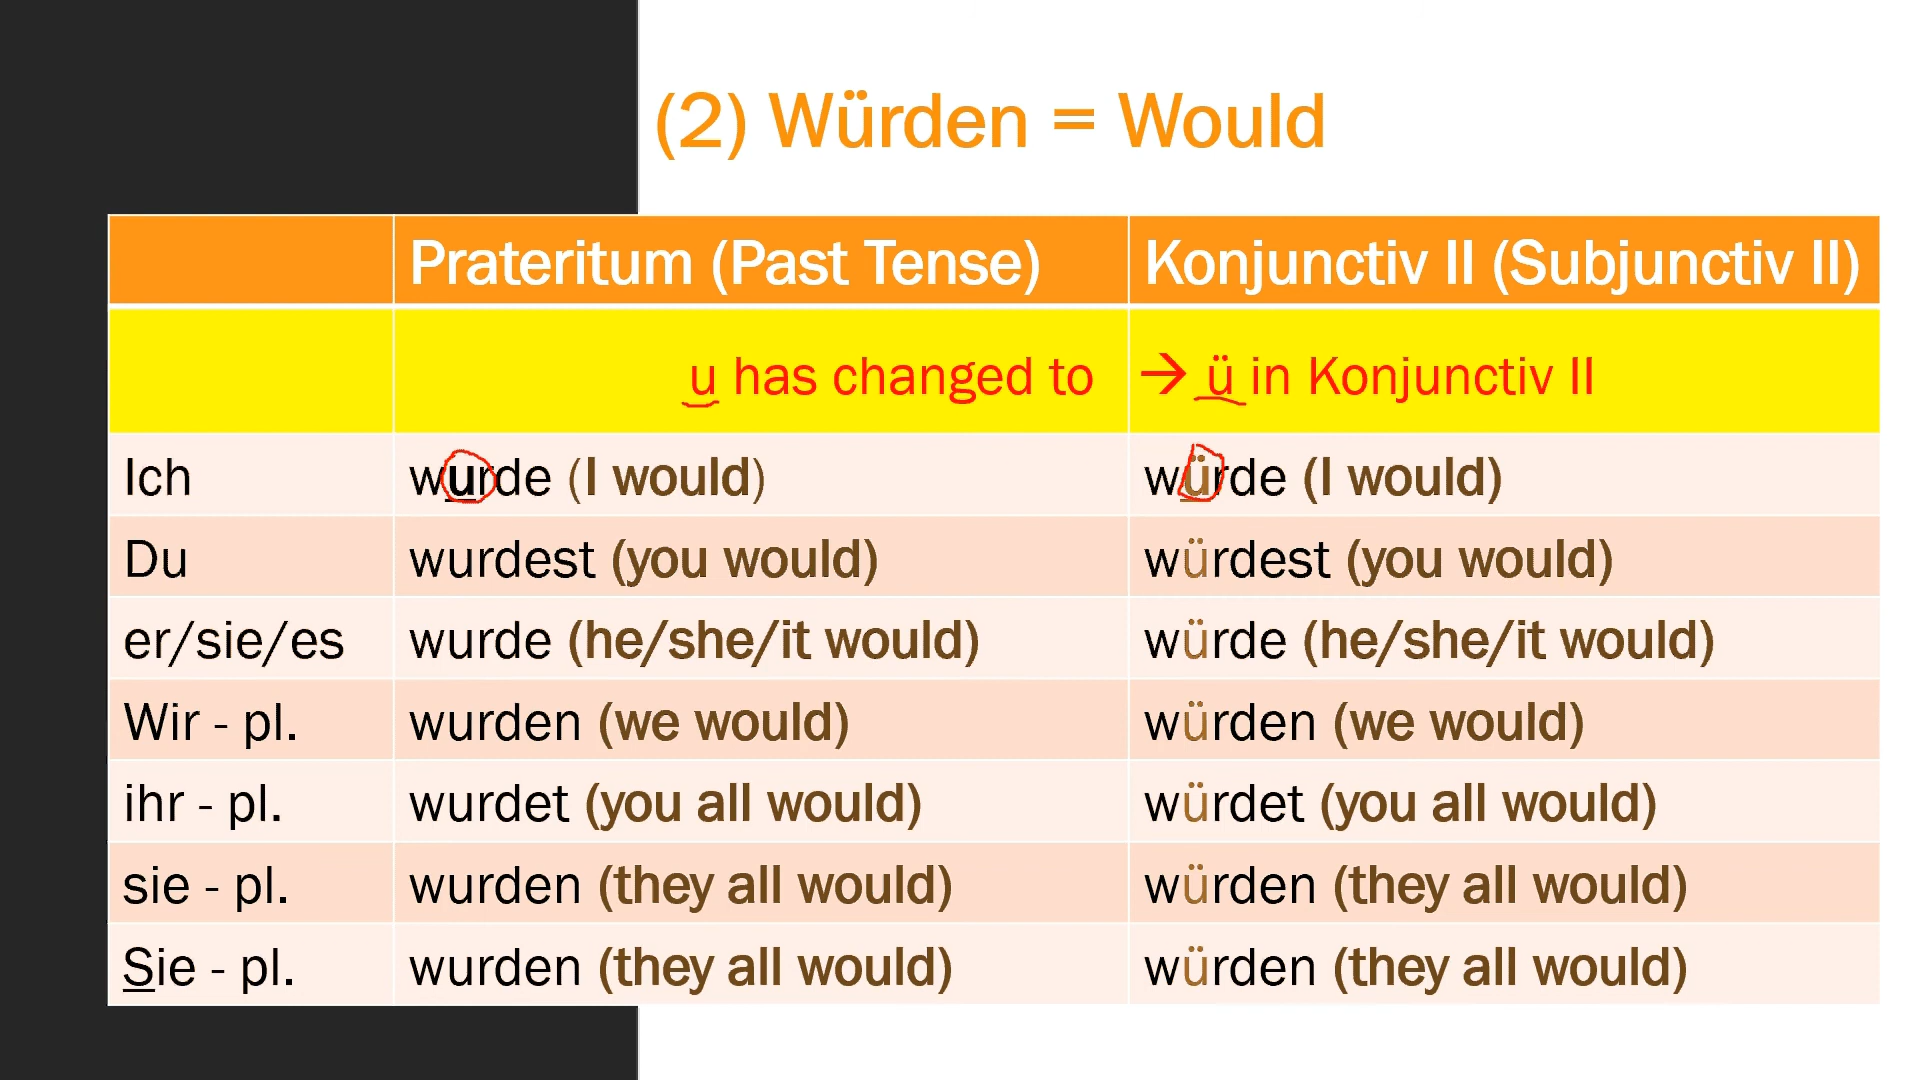 (2) Würden = Would
Prateritum (Past Tense) Konjunctiv II (Subjunctiv II)
u has changed to → ü in Konjunctiv II
Ich wurde (I would) würde (I would)
Du wurdest (you would) würdest (you would)
er/sie/es wurde (he/she/it would) würde (he/she/it would)
Wir - pl. wurden (we would) würden (we would)
ihr - pl. wurdet (you all would) würdet (you all would)
sie - pl. wurden (they all would) würden (they all would)
Sie - pl. wurden (they all would) würden (they all would)